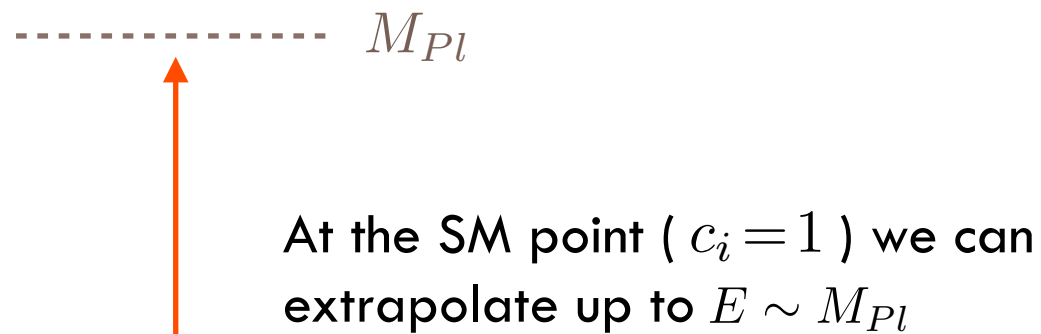 M_{Pl}
At the SM point ( c_i = 1 ) we can
extrapolate up to E ∼ M_{Pl}